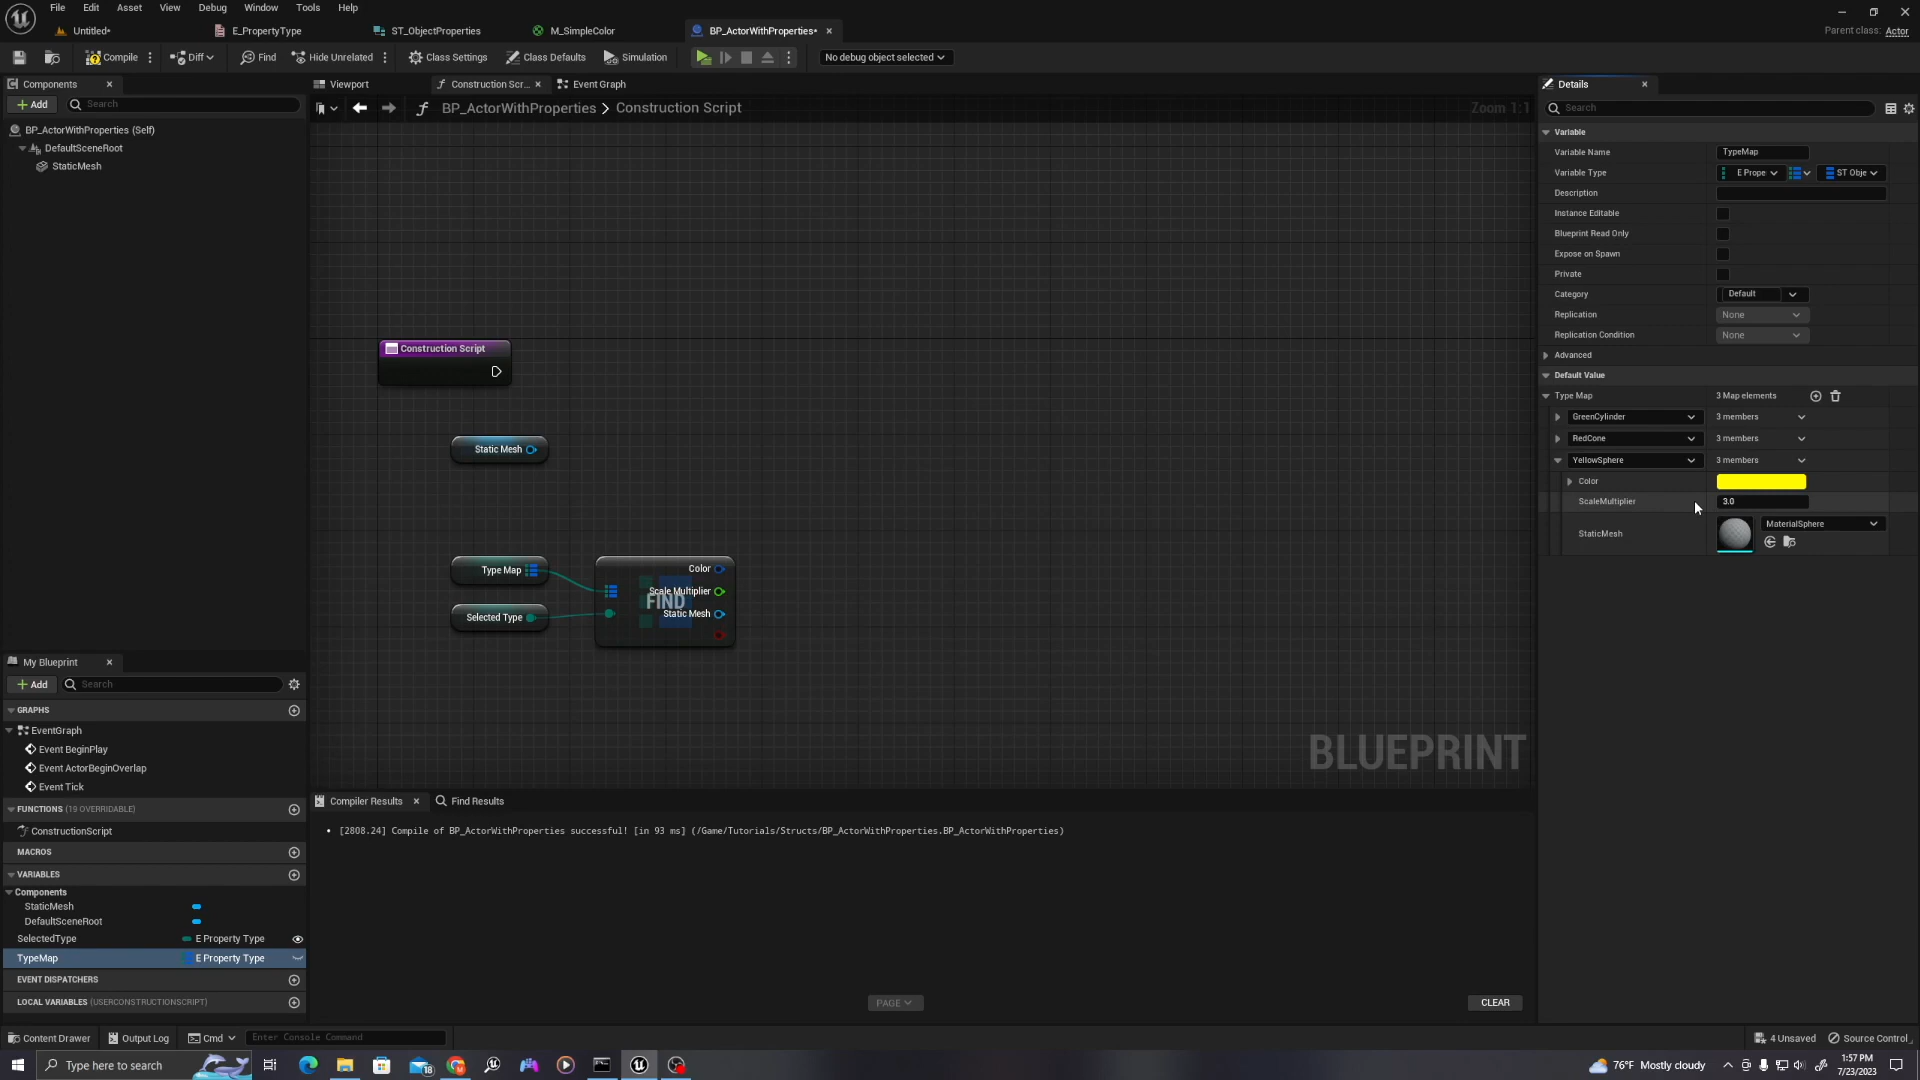 File Edit Asset View Debug Window Tools Help
Untitled* E_PropertyType ST_ObjectProperties M_SimpleColor BP_ActorWithProperties*
Parent class: Actor
Compile Diff Find Hide Unrelated Class Settings Class Defaults Simulation No debug object selected
Components
Add Search
BP_ActorWithProperties (Self)
DefaultSceneRoot
StaticMesh
Viewport Construction Scr... Event Graph
BP_ActorWithProperties > Construction Script
Zoom 1:1
Construction Script
Static Mesh
Type Map
Selected Type
FIND
Color
Scale Multiplier
Static Mesh
BLUEPRINT
Details
Search
Variable
Variable Name TypeMap
Variable Type E Prope ST Obje
Description
Instance Editable
Blueprint Read Only
Expose on Spawn
Private
Category Default
Replication None
Replication Condition None
Advanced
Default Value
Type Map 3 Map elements
GreenCylinder 3 members
RedCone 3 members
YellowSphere 3 members
Color
ScaleMultiplier 3.0
StaticMesh MaterialSphere
My Blueprint
Add Search
GRAPHS
EventGraph
Event BeginPlay
Event ActorBeginOverlap
Event Tick
FUNCTIONS (19 OVERRIDABLE)
ConstructionScript
MACROS
VARIABLES
Components
StaticMesh
DefaultSceneRoot
SelectedType E Property Type
TypeMap E Property Type
EVENT DISPATCHERS
LOCAL VARIABLES (USERCONSTRUCTIONSCRIPT)
Compiler Results Find Results
[2808.24] Compile of BP_ActorWithProperties successful! [in 93 ms] (/Game/Tutorials/Structs/BP_ActorWithProperties.BP_ActorWithProperties)
PAGE
CLEAR
Content Drawer Output Log Cmd Enter Console Command
4 Unsaved Source Control
Type here to search
18
76°F Mostly cloudy
1:57 PM
7/23/2023